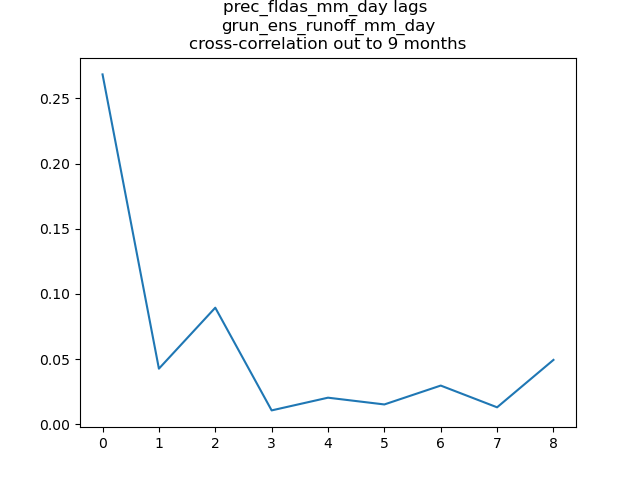 prec_fldas_mm_day lags
grun_ens_runoff_mm_day
cross-correlation out to 9 months
0.25
0.20
0.15
0.10
0.05
0.00
0 1 2 3 4 5 6 7 8